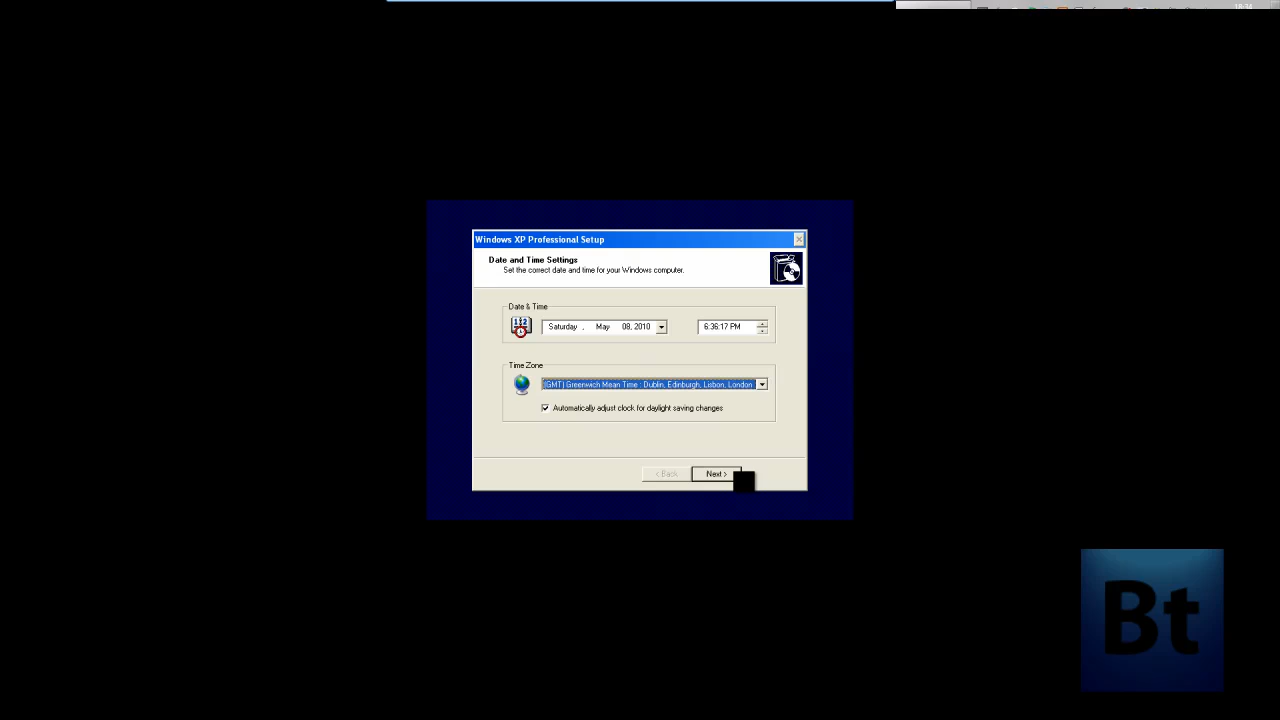 18:34
Windows XP Professional Setup
Date and Time Settings
Set the correct date and time for your Windows computer.
Date & Time
Saturday , May 08, 2010
6:36:17 PM
Time Zone
(GMT) Greenwich Mean Time : Dublin, Edinburgh, Lisbon, London
Automatically adjust clock for daylight saving changes
< Back
Next >
Bt